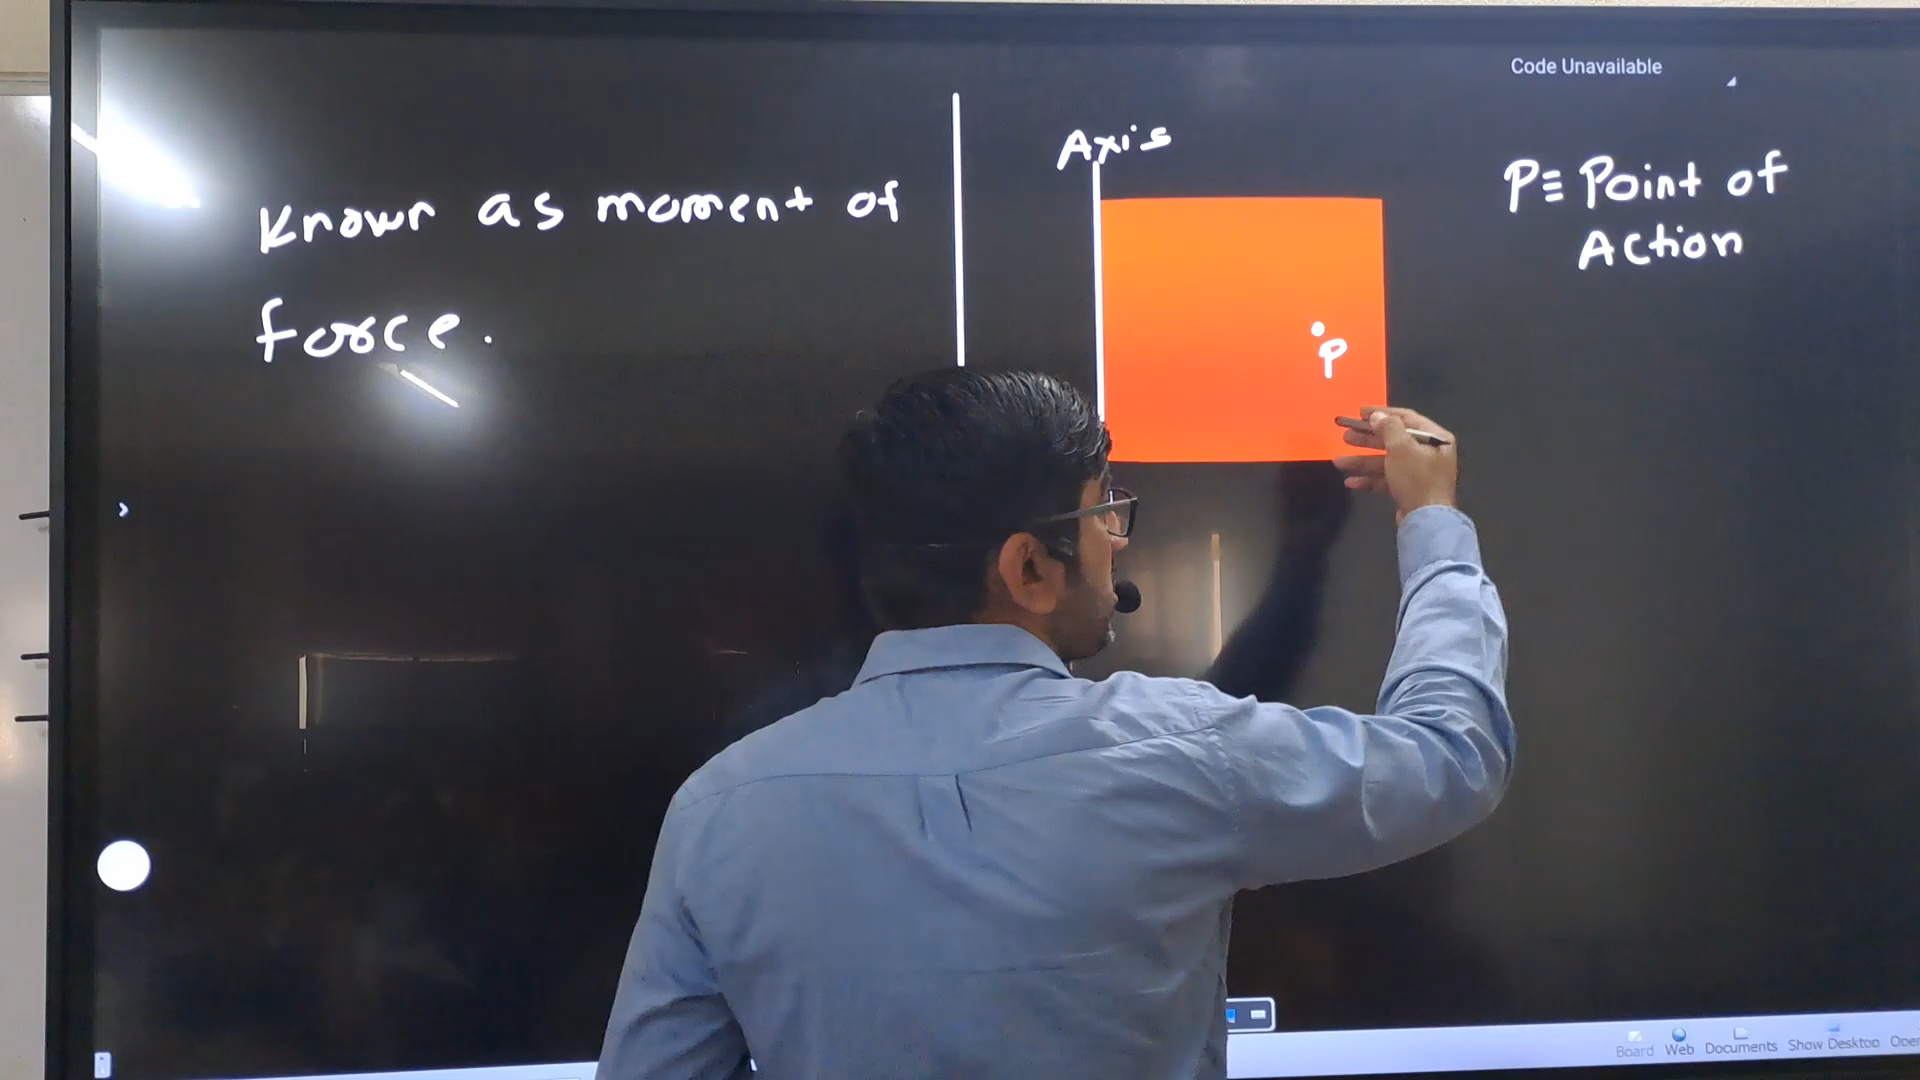 Code Unavailable
Known as moment of
force.
Axis
P
P≡ Point of
Action
Board Web Documents Show Desktop